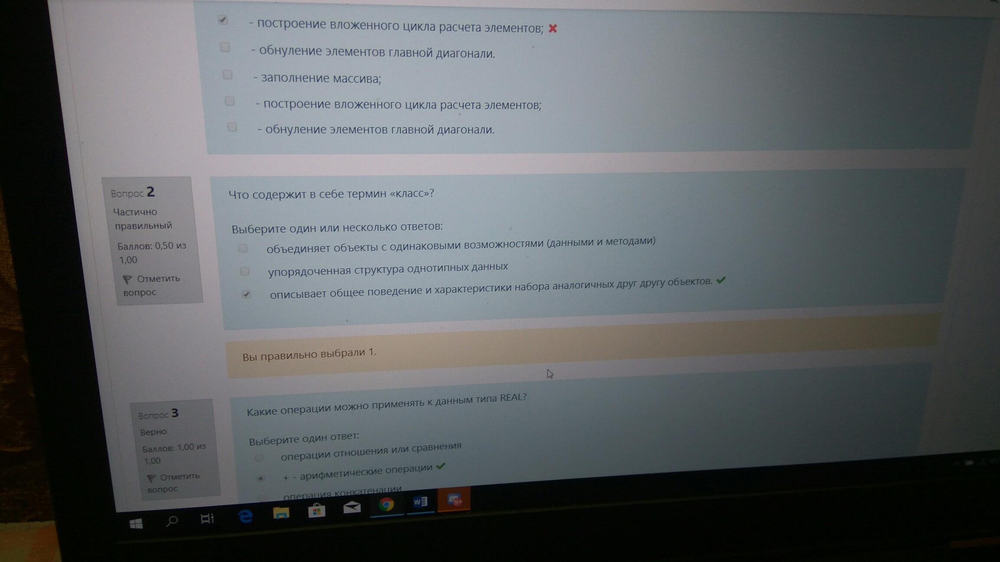 - построение вложенного цикла расчета элементов;
- обнуление элементов главной диагонали.
- заполнение массива;
- построение вложенного цикла расчета элементов;
- обнуление элементов главной диагонали.
Вопрос 2
Частично
правильный
Баллов: 0,50 из
1,00
Отметить
вопрос
Что содержит в себе термин «класс»?
Выберите один или несколько ответов:
объединяет объекты с одинаковыми возможностями (данными и методами)
упорядоченная структура однотипных данных
описывает общее поведение и характеристики набора аналогичных друг другу объектов.
Вы правильно выбрали 1.
Вопрос 3
Верно
Баллов: 1,00 из
1,00
Отметить
вопрос
Какие операции можно применять к данным типа REAL?
Выберите один ответ:
операции отношения или сравнения
+ - арифметические операции
операция конкатенации
9+